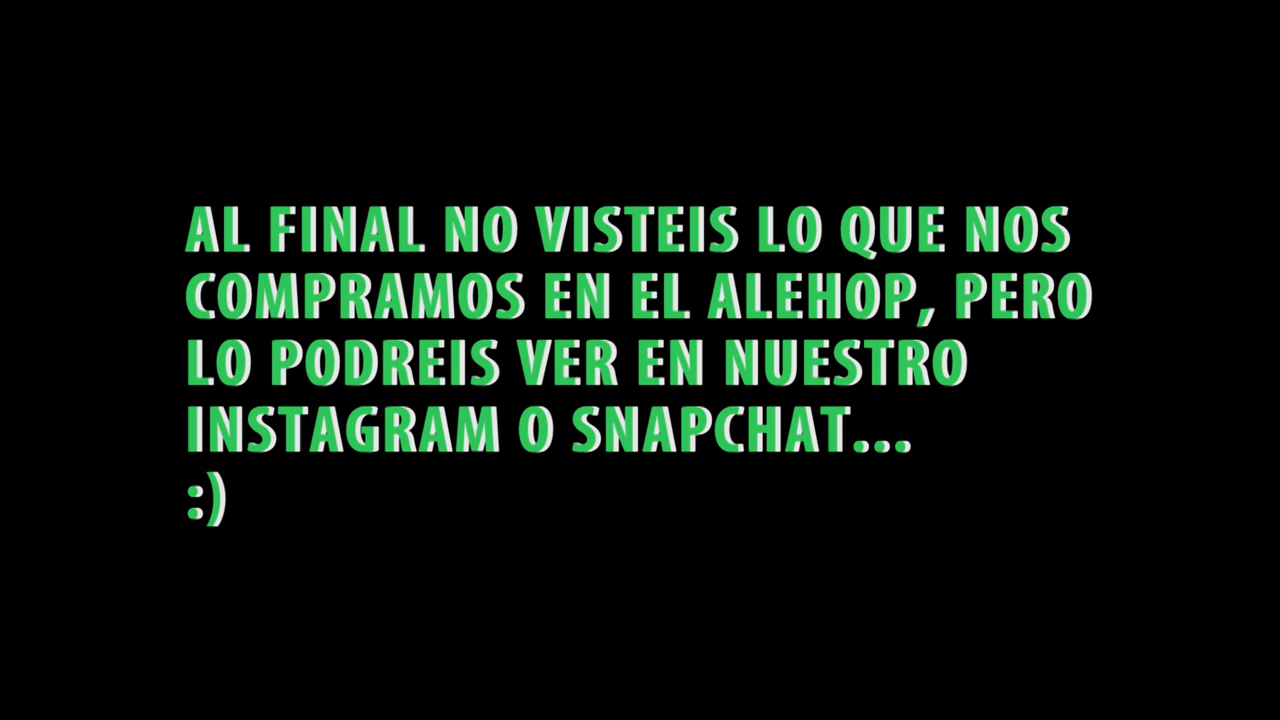 AL FINAL NO VISTEIS LO QUE NOS
COMPRAMOS EN EL ALEHOP, PERO
LO PODREIS VER EN NUESTRO
INSTAGRAM O SNAPCHAT...
:)